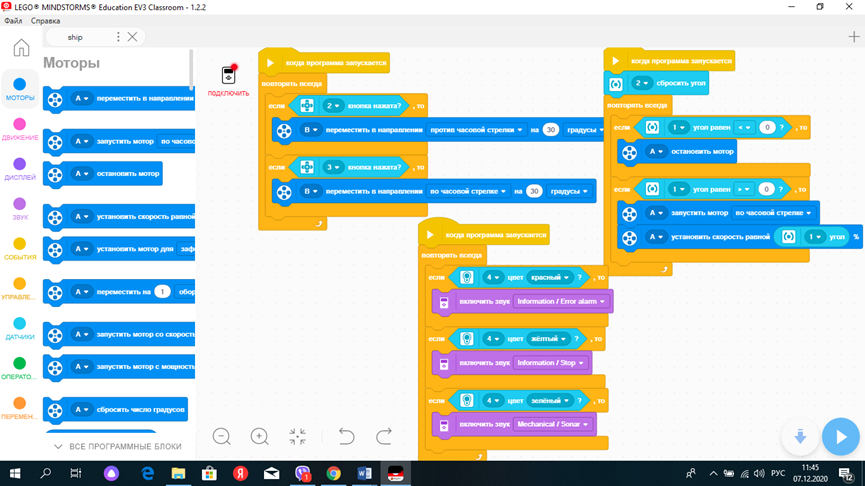 LEGO® MINDSTORMS® Education EV3 Classroom - 1.2.2
Файл Справка
ship
Моторы
МОТОРЫ
ДВИЖЕНИЕ
ДИСПЛЕЙ
ЗВУК
СОБЫТИЯ
УПРАВЛЕ...
ДАТЧИКИ
ОПЕРАТО...
ПЕРЕМЕН...
A переместить в направлении
A запустить мотор по часово
A остановить мотор
A установить скорость равной
A установить мотор для заф
A переместить на 1 обор
A запустить мотор со скорость
A запустить мотор с мощность
A сбросить число градусов
ВСЕ ПРОГРАММНЫЕ БЛОКИ
ПОДКЛЮЧИТЬ
когда программа запускается
повторять всегда
если 2 кнопка нажата? , то
B переместить в направлении против часовой стрелки на 30 градусы
если 3 кнопка нажата? , то
B переместить в направлении по часовой стрелке на 30 градусы
когда программа запускается
повторять всегда
если 4 цвет красный ? , то
включить звук Information / Error alarm
если 4 цвет жёлтый ? , то
включить звук Information / Stop
если 4 цвет зелёный ? , то
включить звук Mechanical / Sonar
когда программа запускается
2 сбросить угол
повторять всегда
если 1 угол равен < 0 ? , то
A остановить мотор
если 1 угол равен > 0 ? , то
A запустить мотор по часовой стрелке
A установить скорость равной 1 угол %
РУС
11:45
07.12.2020
12